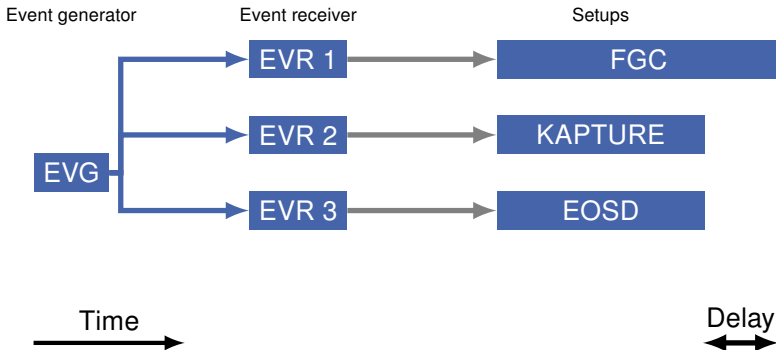 Event generator
Event receiver
Setups
EVR 1
FGC
EVR 2
KAPTURE
EVG
EVR 3
EOSD
Time
Delay